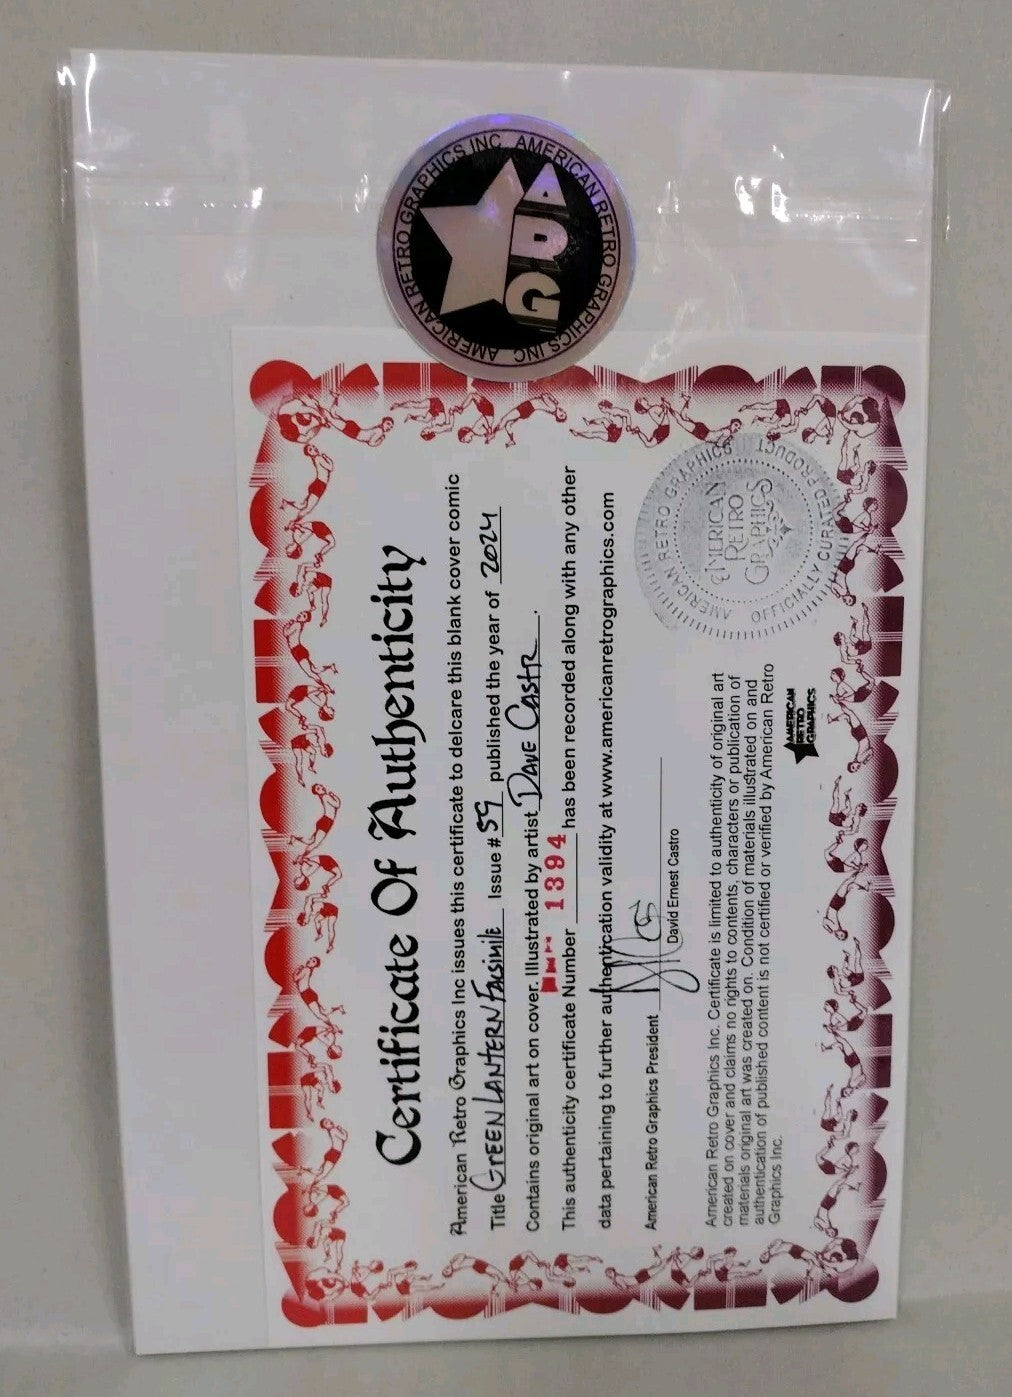 AMERICAN RETRO GRAPHICS INC. AMERICAN RETRO GRAPHICS INC.
ARG
Certificate Of Authenticity
American Retro Graphics Inc issues this certificate to delcare this blank cover comic
Title GREEN LANTERN FACSIMILE Issue # 59 published the year of 2024
Contains original art on cover. Illustrated by artist DAVE CASTR.
This authenticity certificate Number 1394 has been recorded along with any other
data pertaining to further authentication validity at www.americanretrographics.com
American Retro Graphics President
David Ernest Castro
American Retro Graphics Inc. Certificate is limited to authenticity of original art
created on cover and claims no rights to contents, characters or publication of
materials original art was created on. Condition of materials illustrated on and
authentication of published content is not certified or verified by American Retro
Graphics Inc.
AMERICAN
RETRO
GRAPHICS
AMERICAN RETRO GRAPHICS
AMERICAN
RETRO
GRAPHICS
OFFICIALLY CURATED PRODUCT